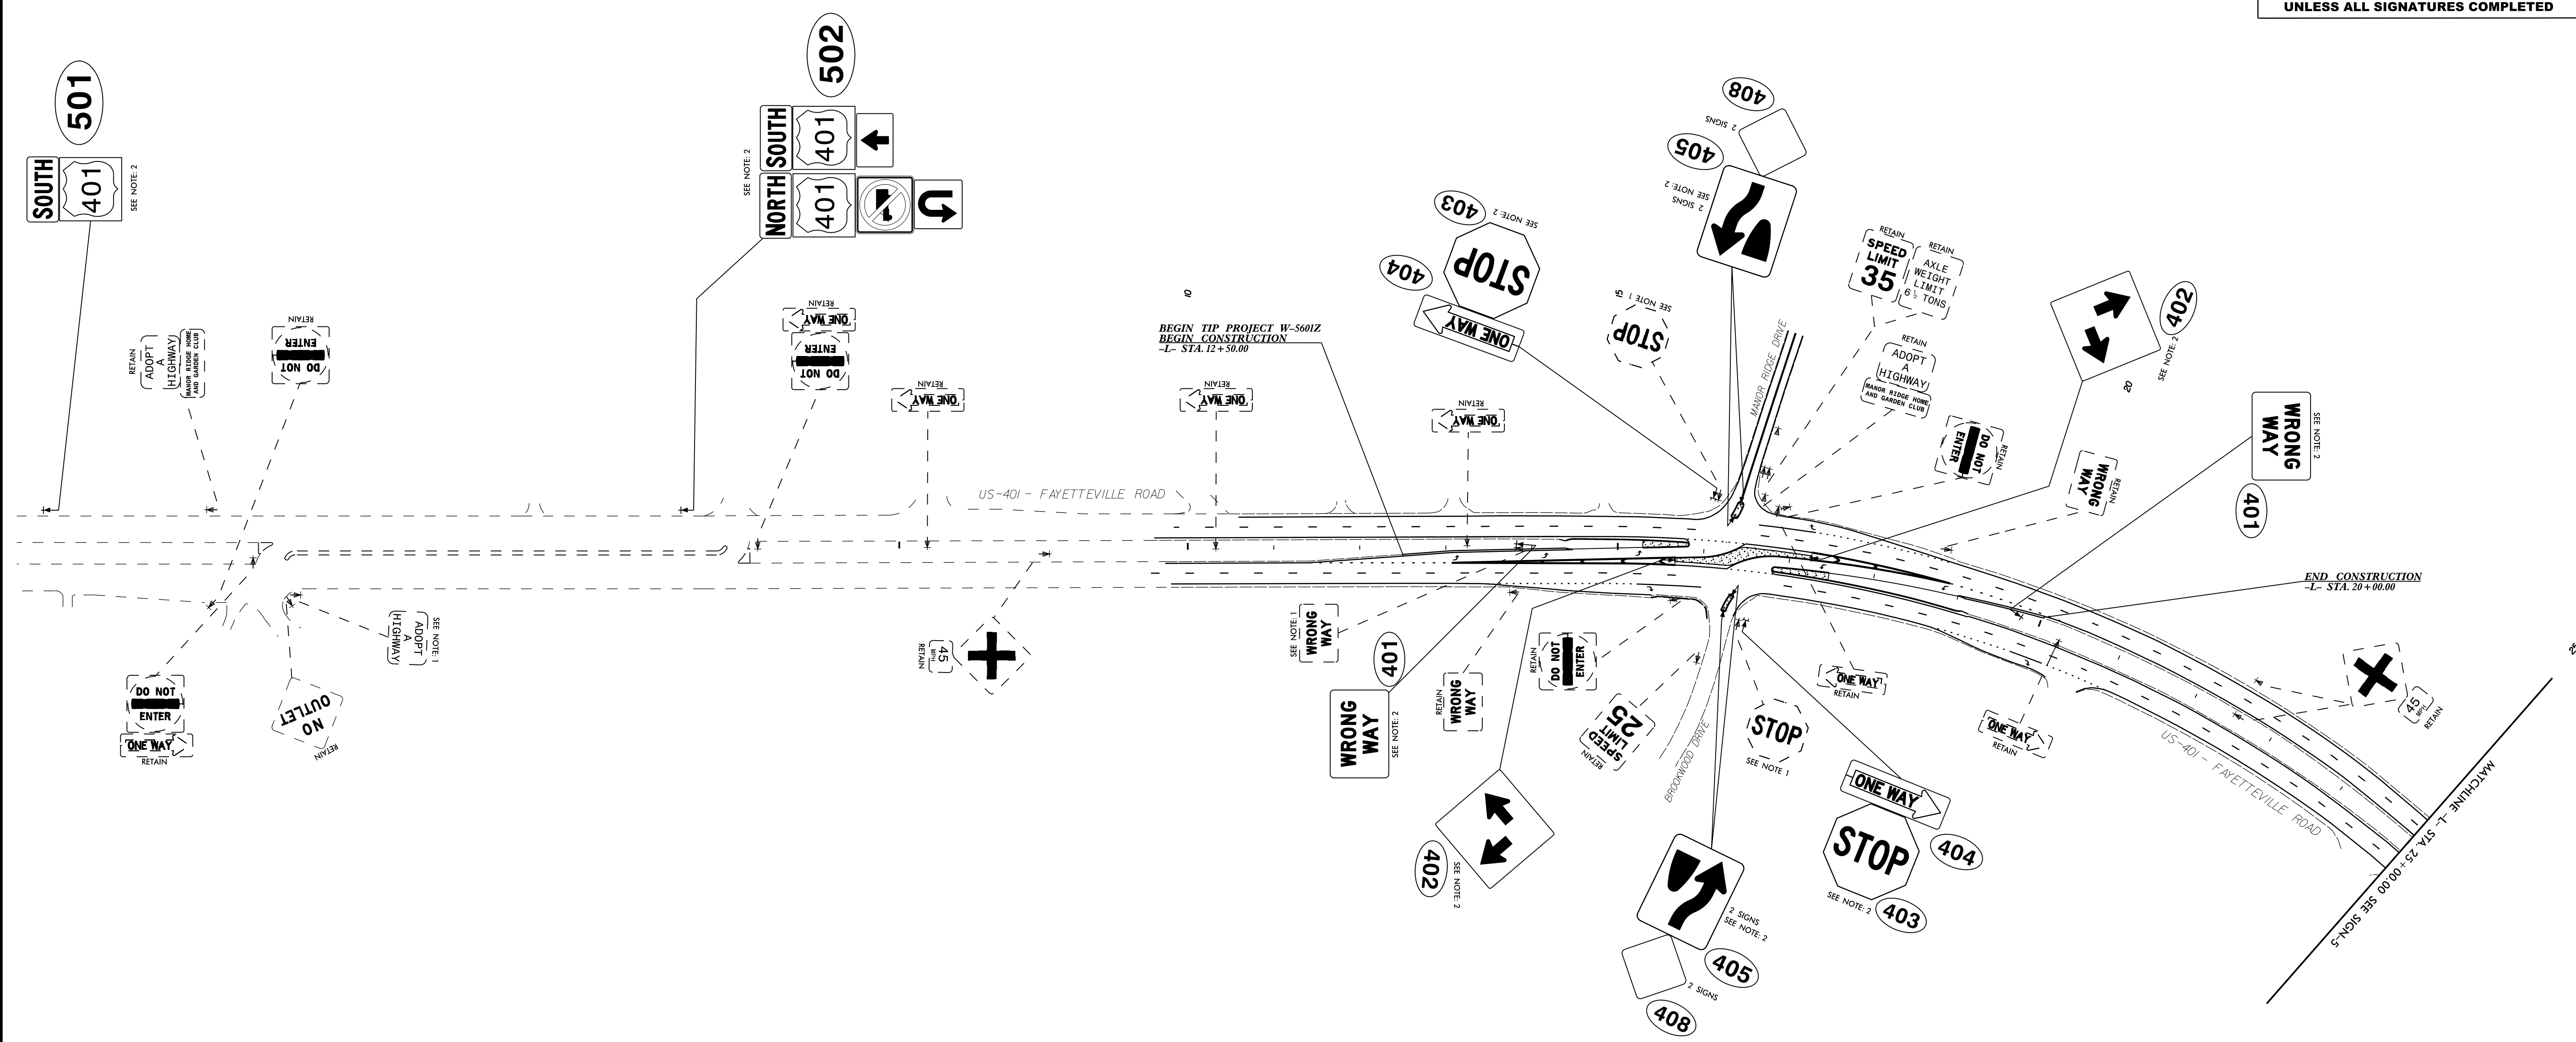 UNLESS ALL SIGNATURES COMPLETED
501
SOUTH
401
SEE NOTE: 2
502
SEE NOTE: 2
SOUTH
401
NORTH
401
RETAIN
ADOPT
A
HIGHWAY
MANOR RIDGE HOME
AND GARDEN CLUB
RETAIN
DO NOT
ENTER
RETAIN
ONE WAY
DO NOT
ENTER
RETAIN
ONE WAY
RETAIN
ONE WAY
RETAIN
ONE WAY
10
BEGIN TIP PROJECT W-5601Z
BEGIN CONSTRUCTION
-L- STA. 12+50.00
US-401 - FAYETTEVILLE ROAD
403
SEE NOTE: 2
STOP
404
ONE WAY
15
SEE NOTE 1
STOP
408
2 SIGNS
405
2 SIGNS
SEE NOTE: 2
MANOR RIDGE DRIVE
RETAIN
SPEED
LIMIT
35
RETAIN
AXLE
WEIGHT
LIMIT
6 ½ TONS
RETAIN
ADOPT
A
HIGHWAY
MANOR RIDGE HOME
AND GARDEN CLUB
DO NOT
ENTER
RETAIN
402
SEE NOTE: 2
20
WRONG
WAY
RETAIN
WRONG
WAY
SEE NOTE: 2
401
END CONSTRUCTION
-L- STA. 20+00.00
DO NOT
ENTER
ONE WAY
RETAIN
NO
OUTLET
RETAIN
SEE NOTE: 1
ADOPT
A
HIGHWAY
45
MPH
RETAIN
SEE NOTE: 1
WRONG
WAY
401
WRONG
WAY
SEE NOTE: 2
RETAIN
WRONG
WAY
RETAIN
DO NOT
ENTER
402
SEE NOTE: 2
SPEED
LIMIT
25
RETAIN
BROOKWOOD DRIVE
STOP
SEE NOTE 1
2 SIGNS
SEE NOTE: 2
405
2 SIGNS
408
ONE WAY
404
STOP
SEE NOTE: 2
403
ONE WAY
RETAIN
ONE WAY
RETAIN
US-401 - FAYETTEVILLE ROAD
45
MPH
RETAIN
25
MATCHLINE -L- STA. 25+00.00 SEE SIGN-5